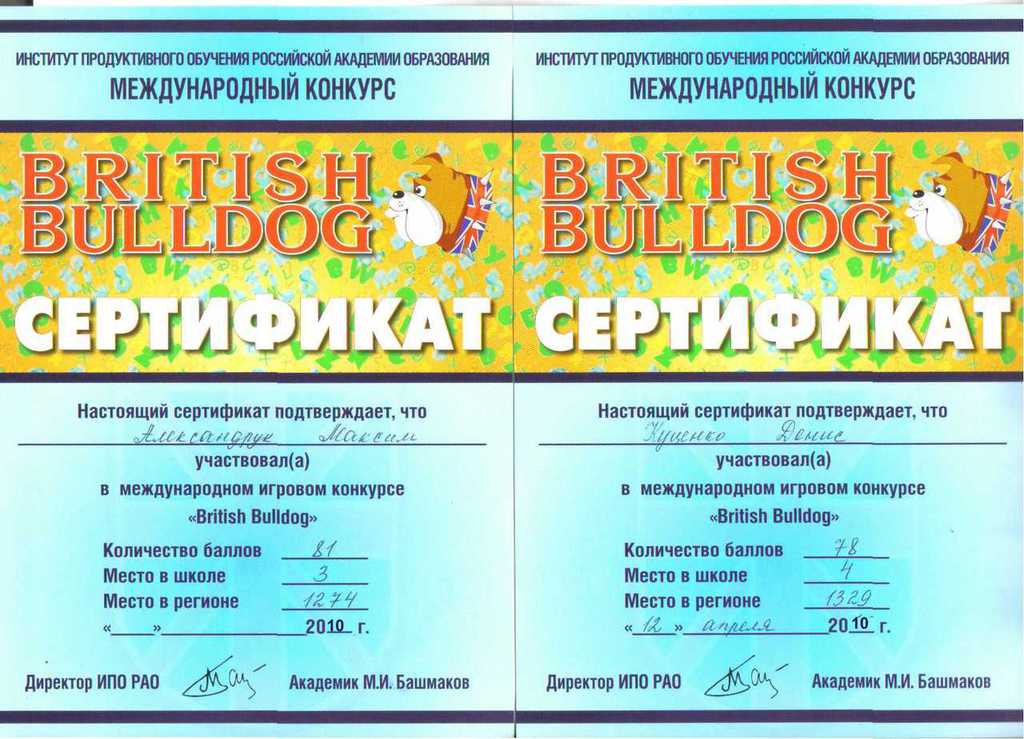 ИНСТИТУТ ПРОДУКТИВНОГО ОБУЧЕНИЯ РОССИЙСКОЙ АКАДЕМИИ ОБРАЗОВАНИЯ
МЕЖДУНАРОДНЫЙ КОНКУРС
BRITISH
BULLDOG
СЕРТИФИКАТ
Настоящий сертификат подтверждает, что
Александрук Максим
участвовал(а)
в международном игровом конкурсе
«British Bulldog»
Количество баллов 81
Место в школе 3
Место в регионе 1274
«____»____________2010 г.
Директор ИПО РАО Академик М.И. Башмаков
ИНСТИТУТ ПРОДУКТИВНОГО ОБУЧЕНИЯ РОССИЙСКОЙ АКАДЕМИИ ОБРАЗОВАНИЯ
МЕЖДУНАРОДНЫЙ КОНКУРС
BRITISH
BULLDOG
СЕРТИФИКАТ
Настоящий сертификат подтверждает, что
Куценко Денис
участвовал(а)
в международном игровом конкурсе
«British Bulldog»
Количество баллов 78
Место в школе 4
Место в регионе 1329
«12» апреля 2010 г.
Директор ИПО РАО Академик М.И. Башмаков